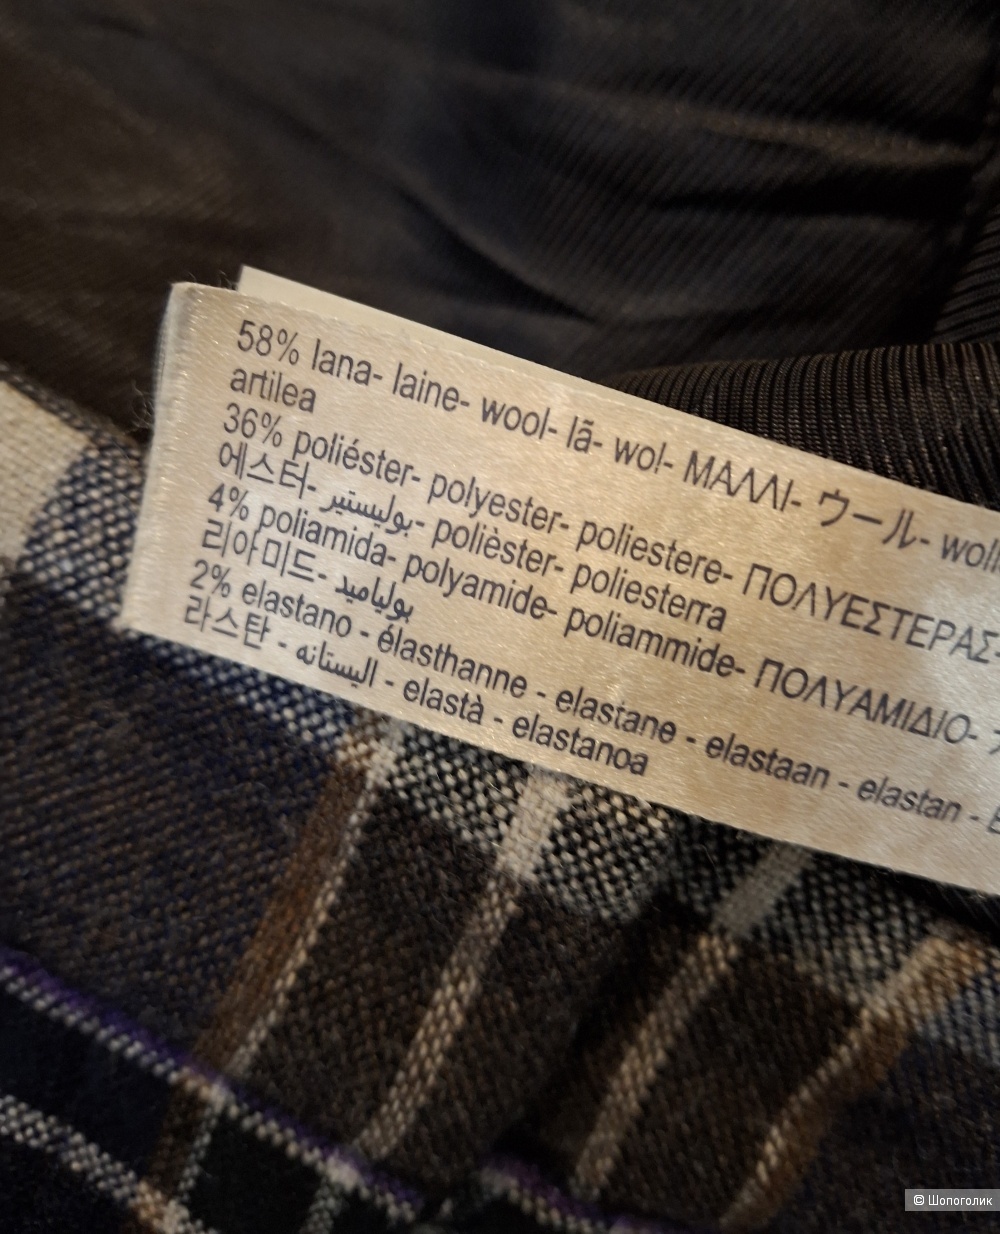 58% lana- laine- wool- lã- wol- ΜΑΛΛΙ- ウール- woll
artilea
36% poliéster- polyester- poliestere- ΠΟΛΥΕΣΤΕΡΑΣ-
에스터- بوليستير- polièster- poliesterra
4% poliamida- polyamide- poliammide- ΠΟΛΥΑΜΙΔΙΟ-
리아미드- بولياميد
2% elastano - élasthanne - elastane - elastaan - elastan -
라스탄 - اليستانه - elastà - elastanoa
© Шопоголик